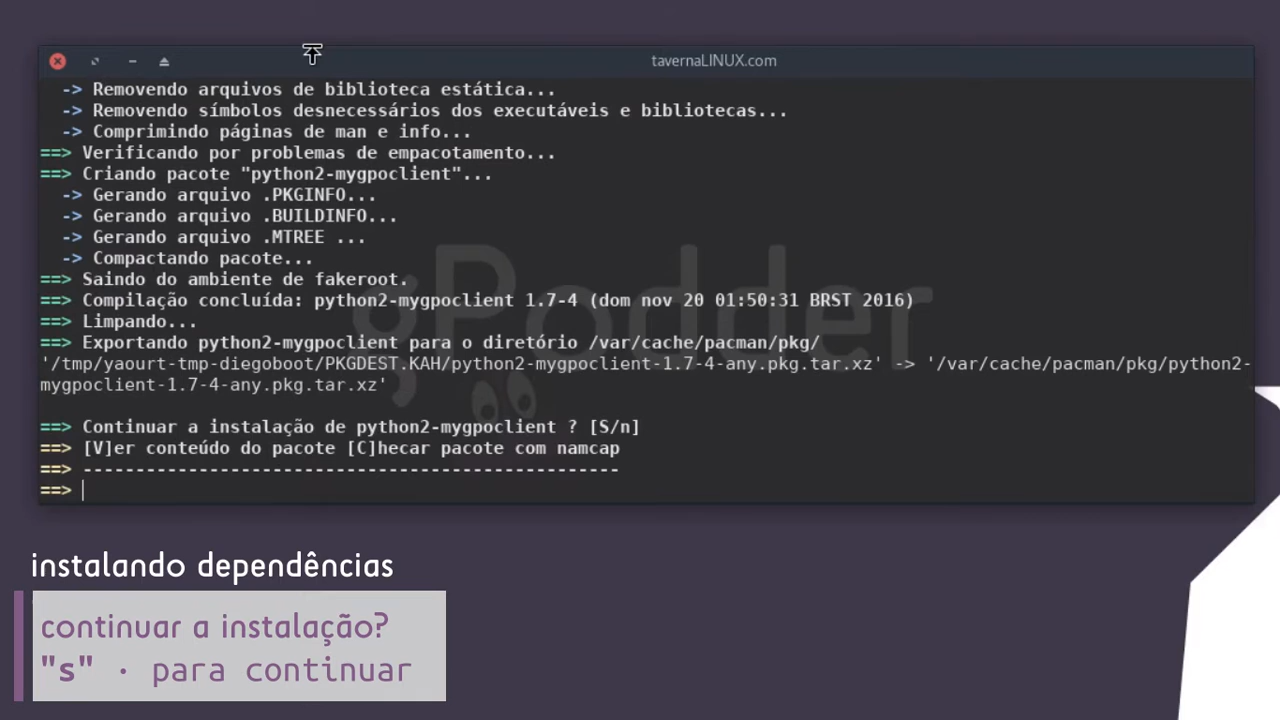 tavernaLINUX.com
-> Removendo arquivos de biblioteca estática...
-> Removendo símbolos desnecessários dos executáveis e bibliotecas...
-> Comprimindo páginas de man e info...
==> Verificando por problemas de empacotamento...
==> Criando pacote "python2-mygpoclient"...
-> Gerando arquivo .PKGINFO...
-> Gerando arquivo .BUILDINFO...
-> Gerando arquivo .MTREE ...
-> Compactando pacote...
==> Saindo do ambiente de fakeroot.
==> Compilação concluída: python2-mygpoclient 1.7-4 (dom nov 20 01:50:31 BRST 2016)
==> Limpando...
==> Exportando python2-mygpoclient para o diretório /var/cache/pacman/pkg/
'/tmp/yaourt-tmp-diegoboot/PKGDEST.KAH/python2-mygpoclient-1.7-4-any.pkg.tar.xz' -> '/var/cache/pacman/pkg/python2-
mygpoclient-1.7-4-any.pkg.tar.xz'
==> Continuar a instalação de python2-mygpoclient ? [S/n]
==> [V]er conteúdo do pacote [C]hecar pacote com namcap
==> ---------------------------------------------------
==>
gPodder
instalando dependências
continuar a instalação?
"s" · para continuar